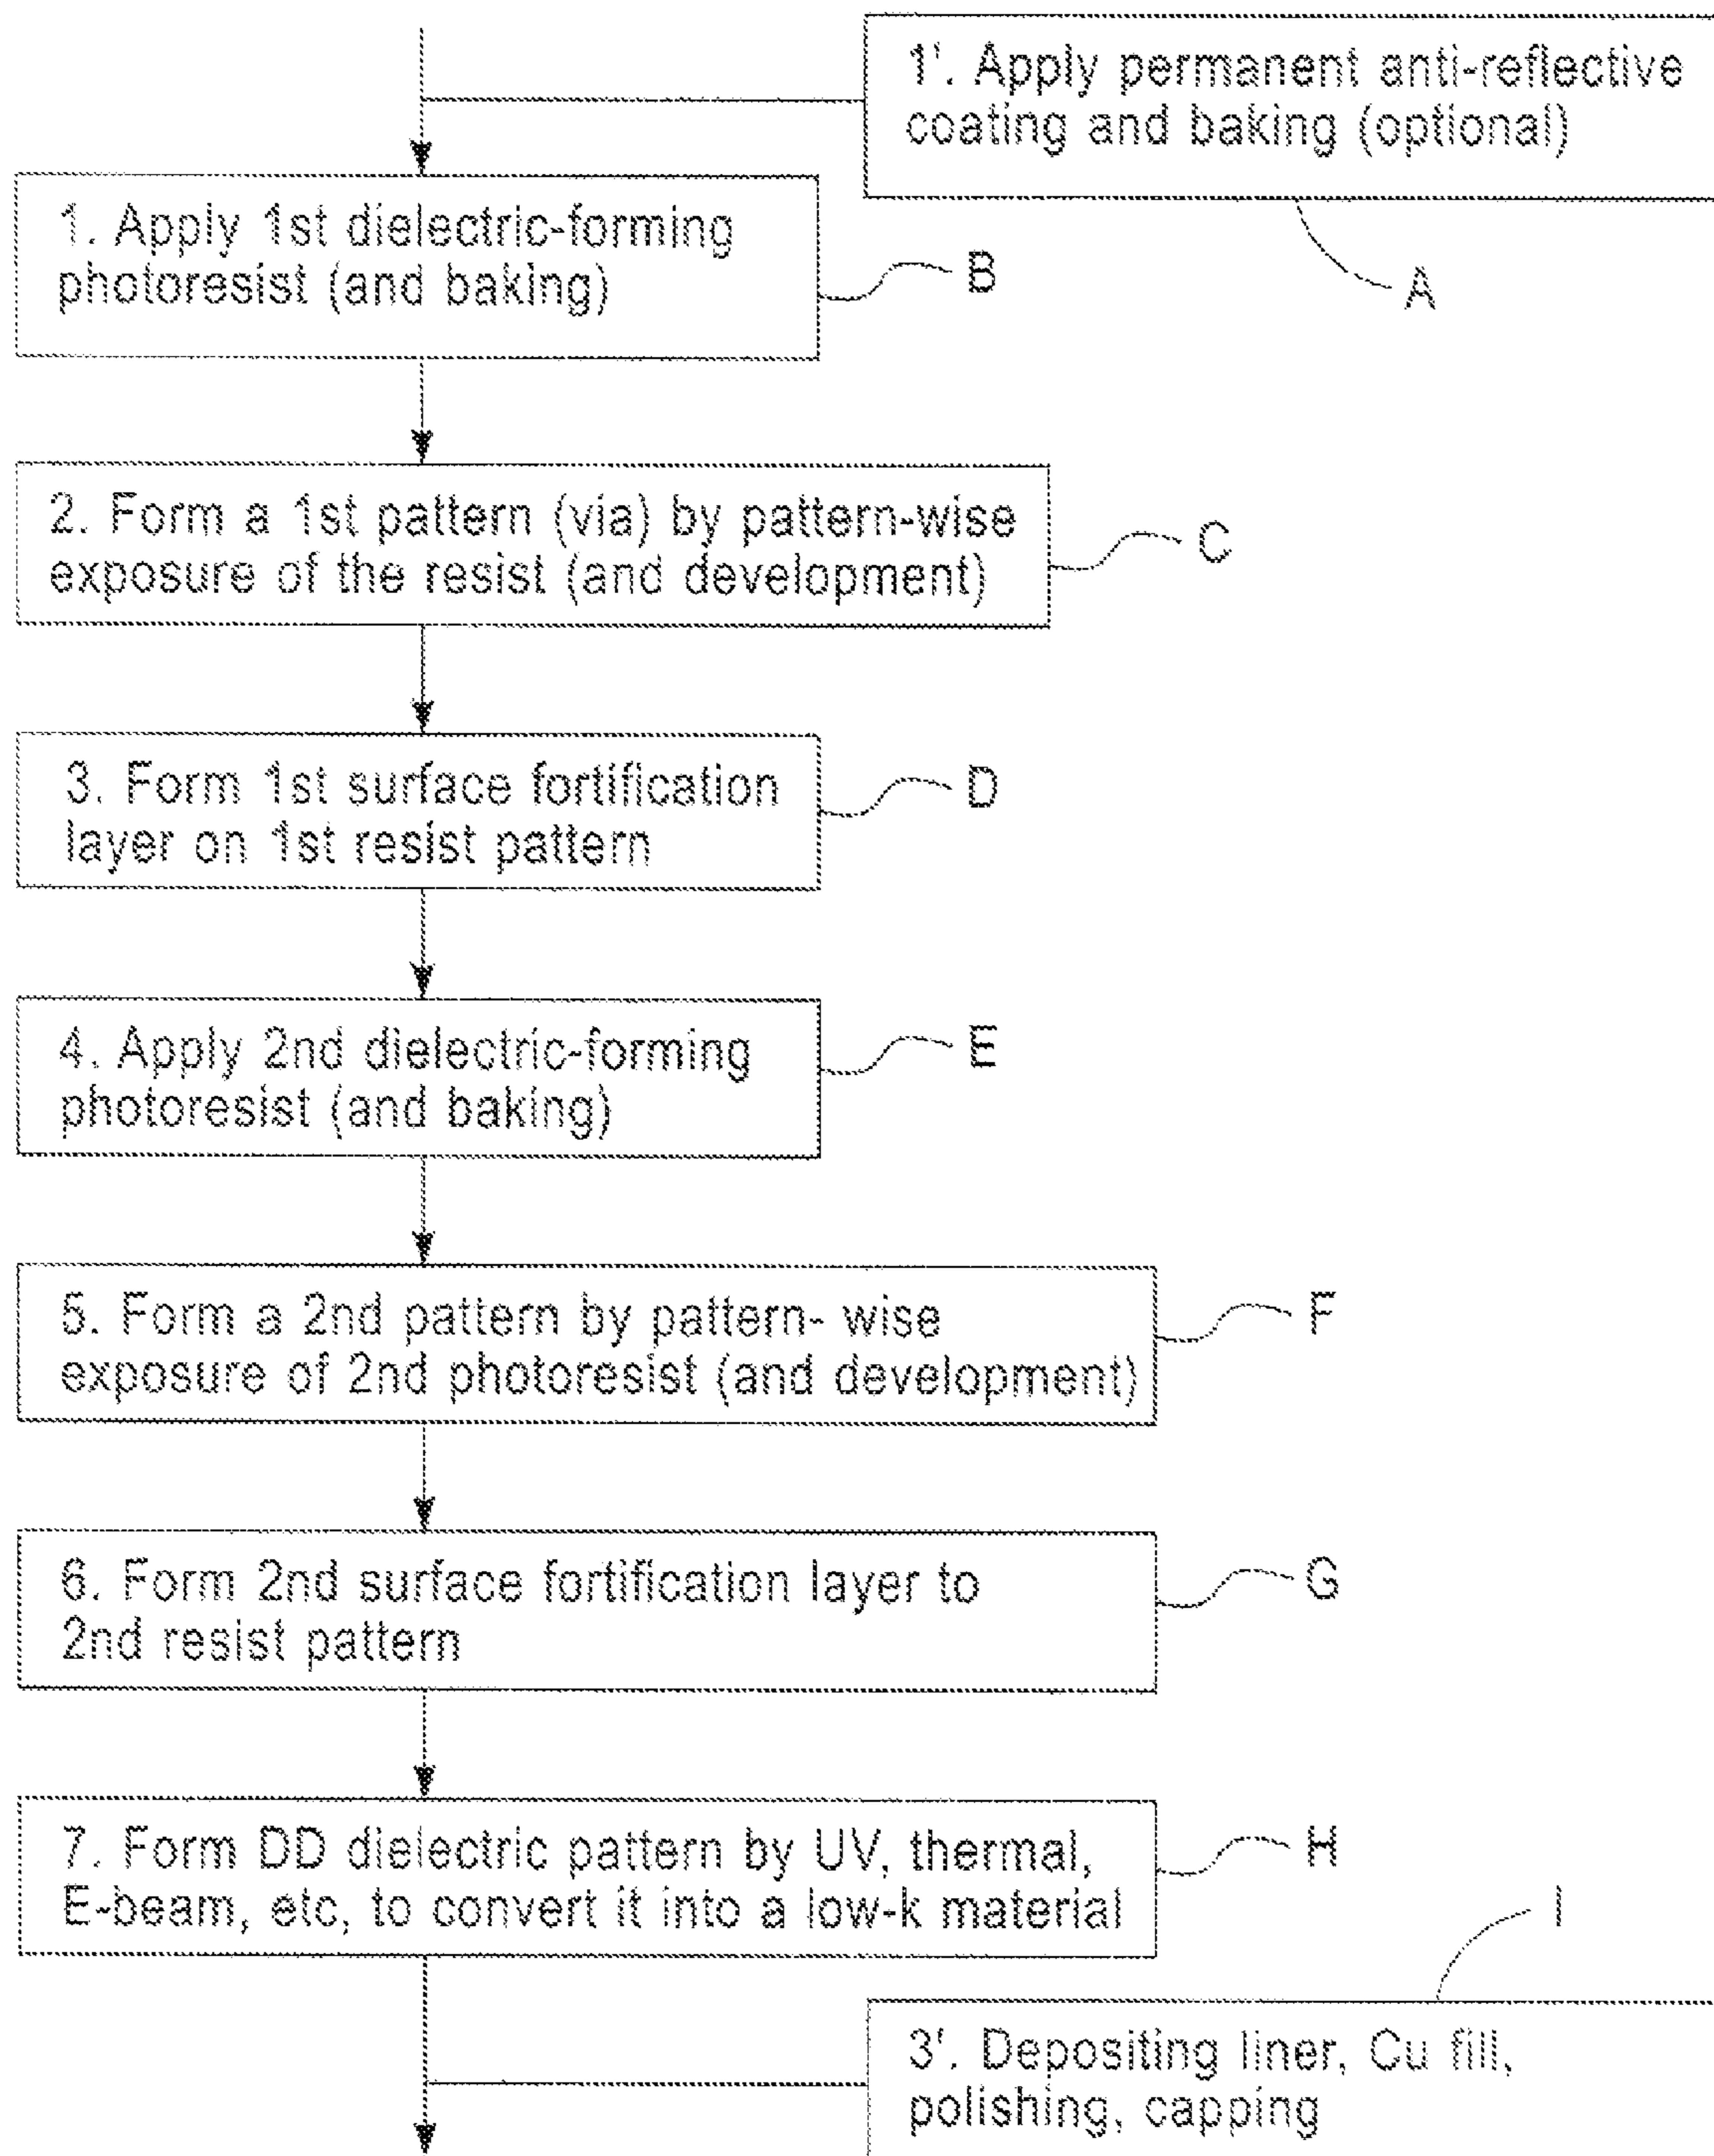 1'. Apply permanent anti-reflective
coating and baking (optional)
A
1. Apply 1st dielectric-forming
photoresist (and baking)
B
2. Form a 1st pattern (via) by pattern-wise
exposure of the resist (and development)
C
3. Form 1st surface fortification
layer on 1st resist pattern
D
4. Apply 2nd dielectric-forming
photoresist (and baking)
E
5. Form a 2nd pattern by pattern- wise
exposure of 2nd photoresist (and development)
F
6. Form 2nd surface fortification layer to
2nd resist pattern
G
7. Form DD dielectric pattern by UV, thermal,
E-beam, etc, to convert it into a low-k material
H
I
3'. Depositing liner, Cu fill,
polishing, capping